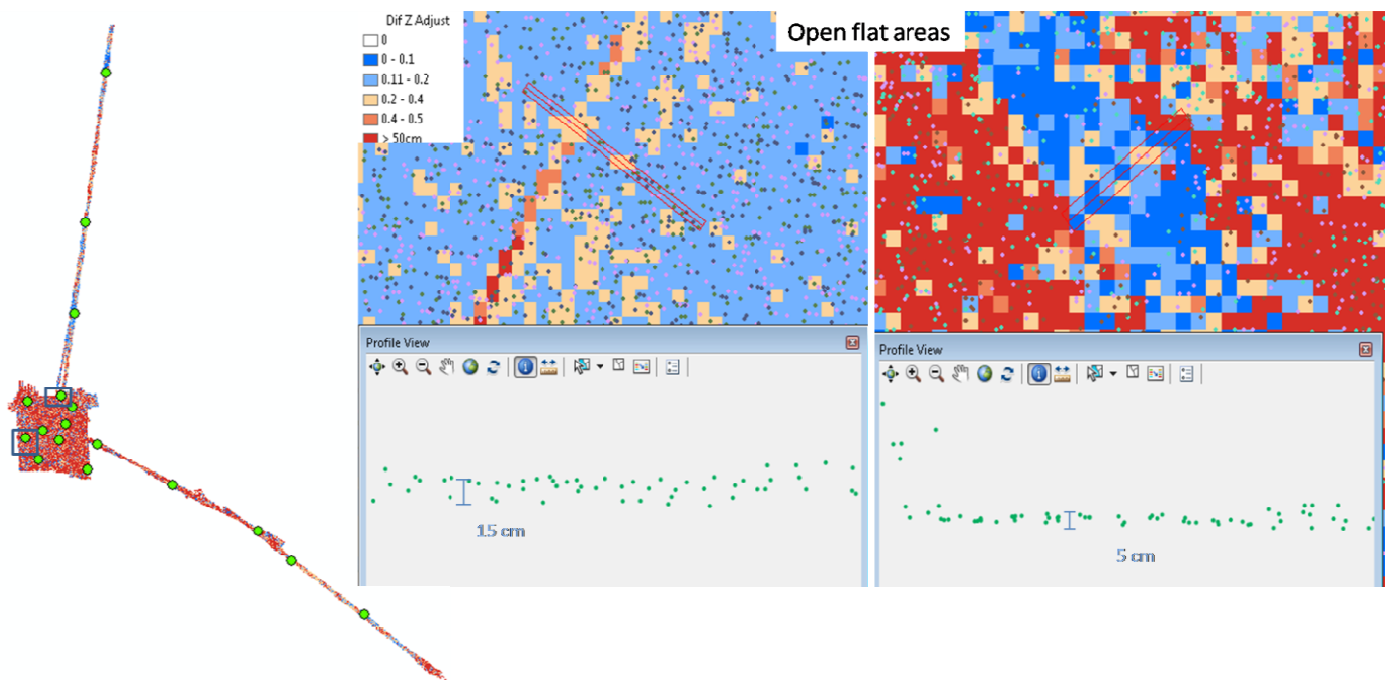 Dif Z Adjust
0
0 - 0.1
0.11 - 0.2
0.2 - 0.4
0.4 - 0.5
> 50cm
Open flat areas
Profile View
15 cm
Profile View
5 cm